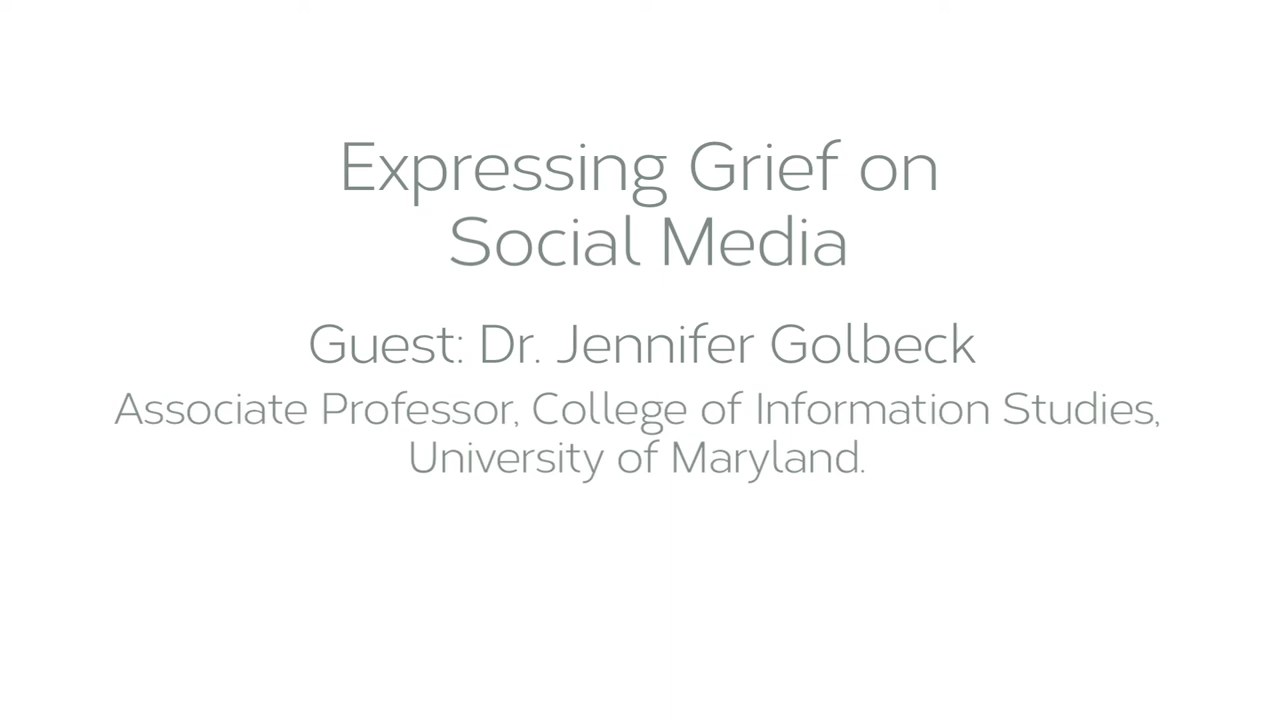 Expressing Grief on
Social Media
Guest: Dr. Jennifer Golbeck
Associate Professor, College of Information Studies,
University of Maryland.